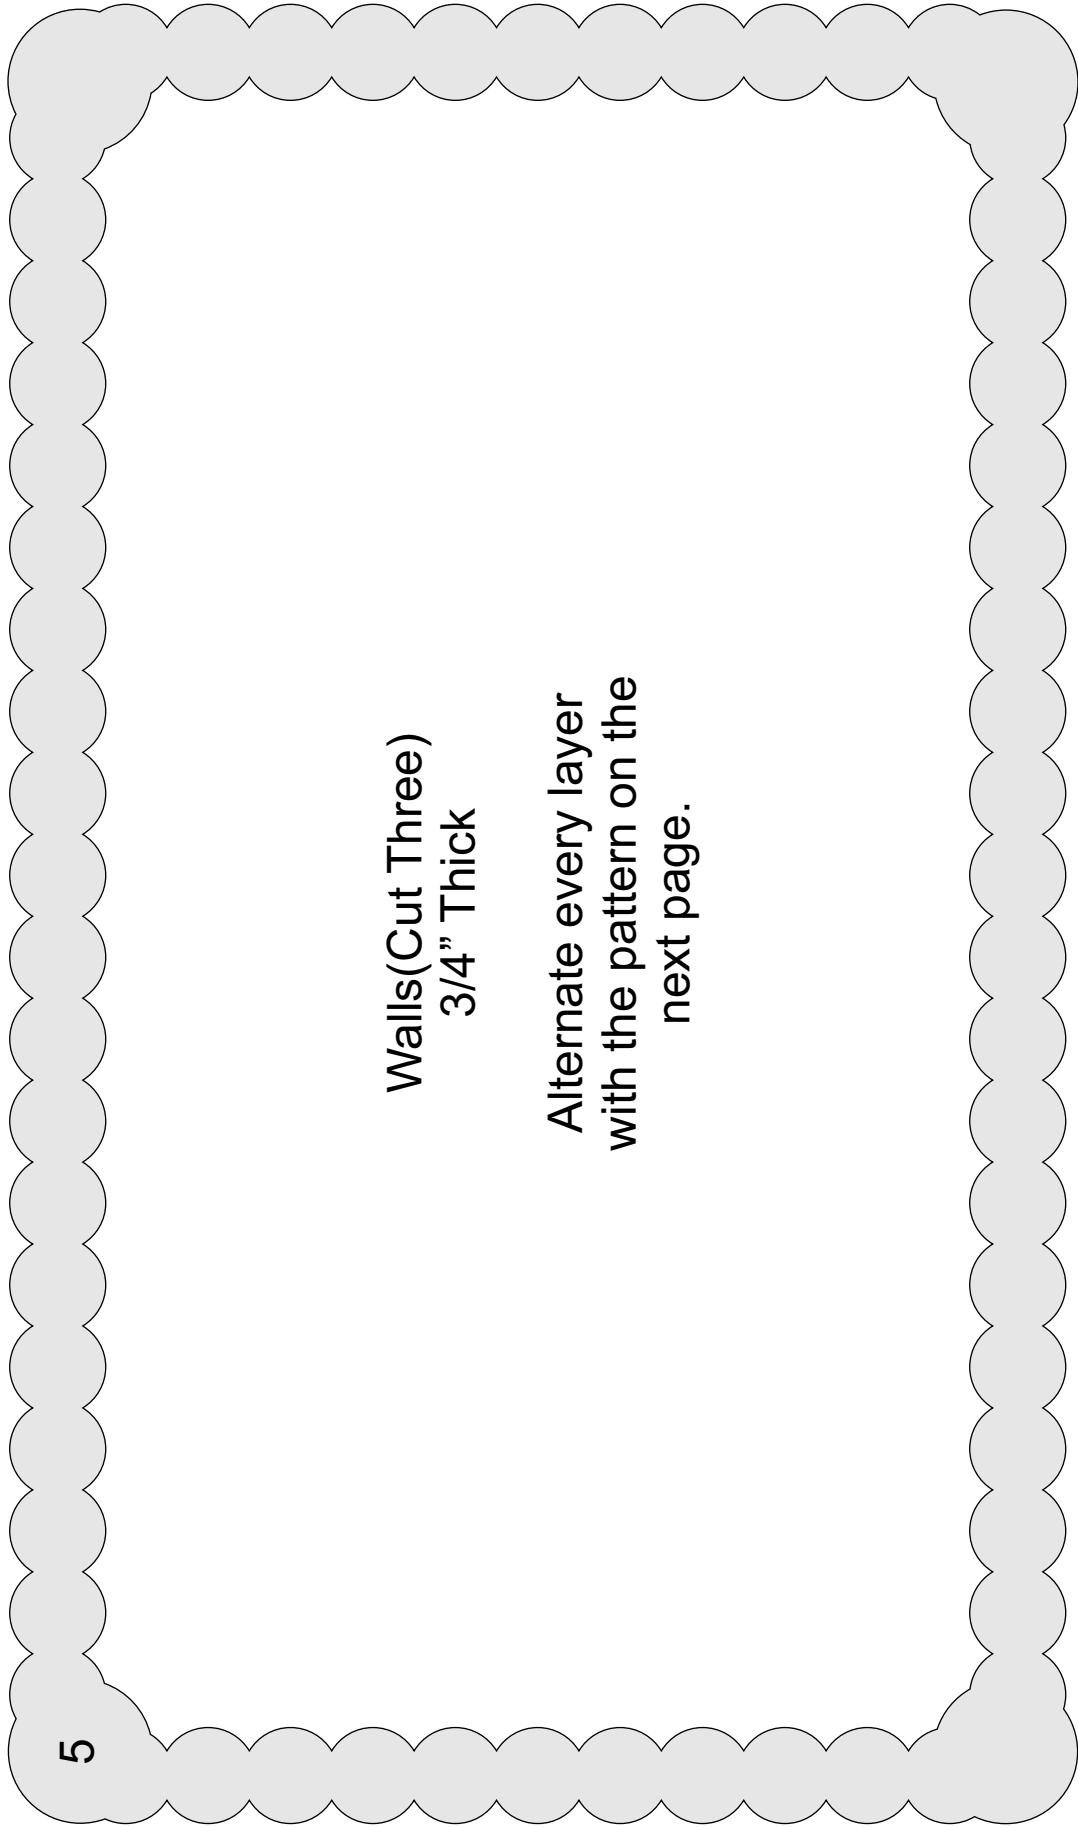 Walls(Cut Three)
3/4” Thick
Alternate every layer
with the pattern on the
next page.
5